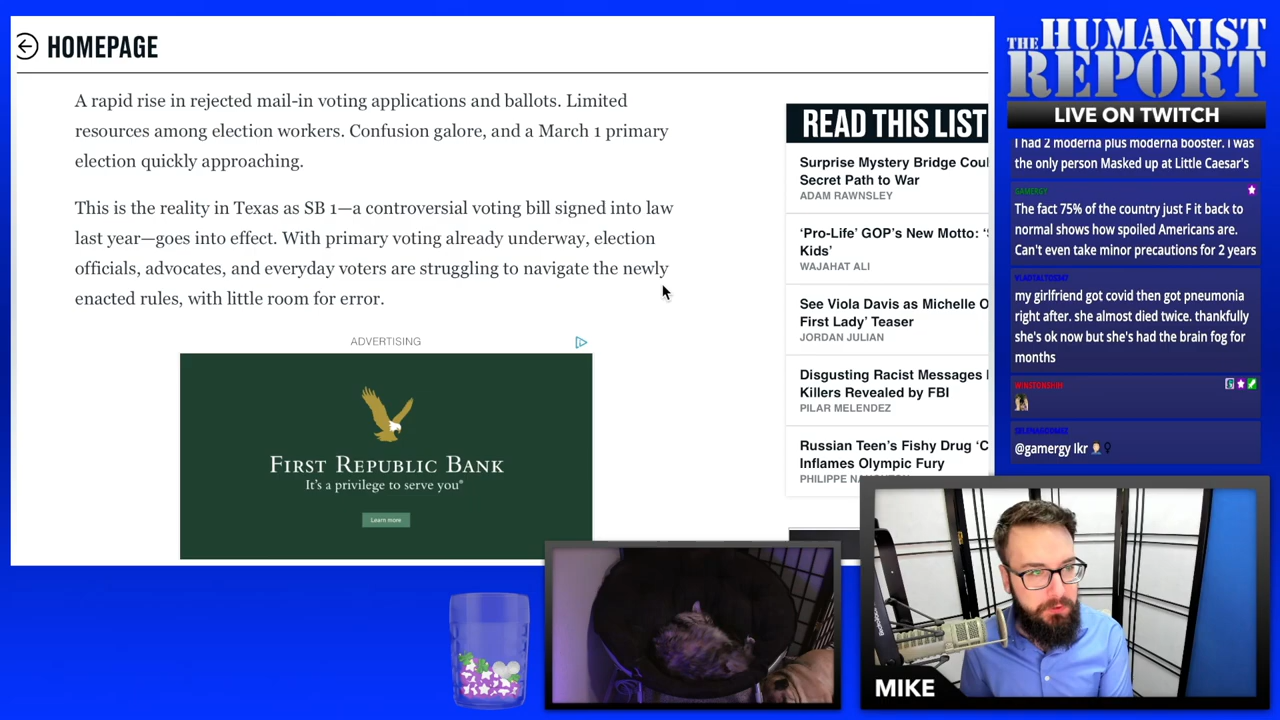 HOMEPAGE
A rapid rise in rejected mail-in voting applications and ballots. Limited
resources among election workers. Confusion galore, and a March 1 primary
election quickly approaching.
This is the reality in Texas as SB 1—a controversial voting bill signed into law
last year—goes into effect. With primary voting already underway, election
officials, advocates, and everyday voters are struggling to navigate the newly
enacted rules, with little room for error.
ADVERTISING
FIRST REPUBLIC BANK
It's a privilege to serve you®
Learn more
READ THIS LIST
Surprise Mystery Bridge Coul
Secret Path to War
ADAM RAWNSLEY
'Pro-Life' GOP's New Motto: '
Kids'
WAJAHAT ALI
See Viola Davis as Michelle O
First Lady' Teaser
JORDAN JULIAN
Disgusting Racist Messages
Killers Revealed by FBI
PILAR MELENDEZ
Russian Teen's Fishy Drug 'C
Inflames Olympic Fury
PHILIPPE
THE HUMANIST
REPORT
LIVE ON TWITCH
I had 2 moderna plus moderna booster. I was
the only person Masked up at Little Caesar's
GAMERGY
The fact 75% of the country just F it back to
normal shows how spoiled Americans are.
Can't even take minor precautions for 2 years
my girlfriend got covid then got pneumonia
right after. she almost died twice. thankfully
she's ok now but she's had the brain fog for
months
@gamergy Ikr
MIKE